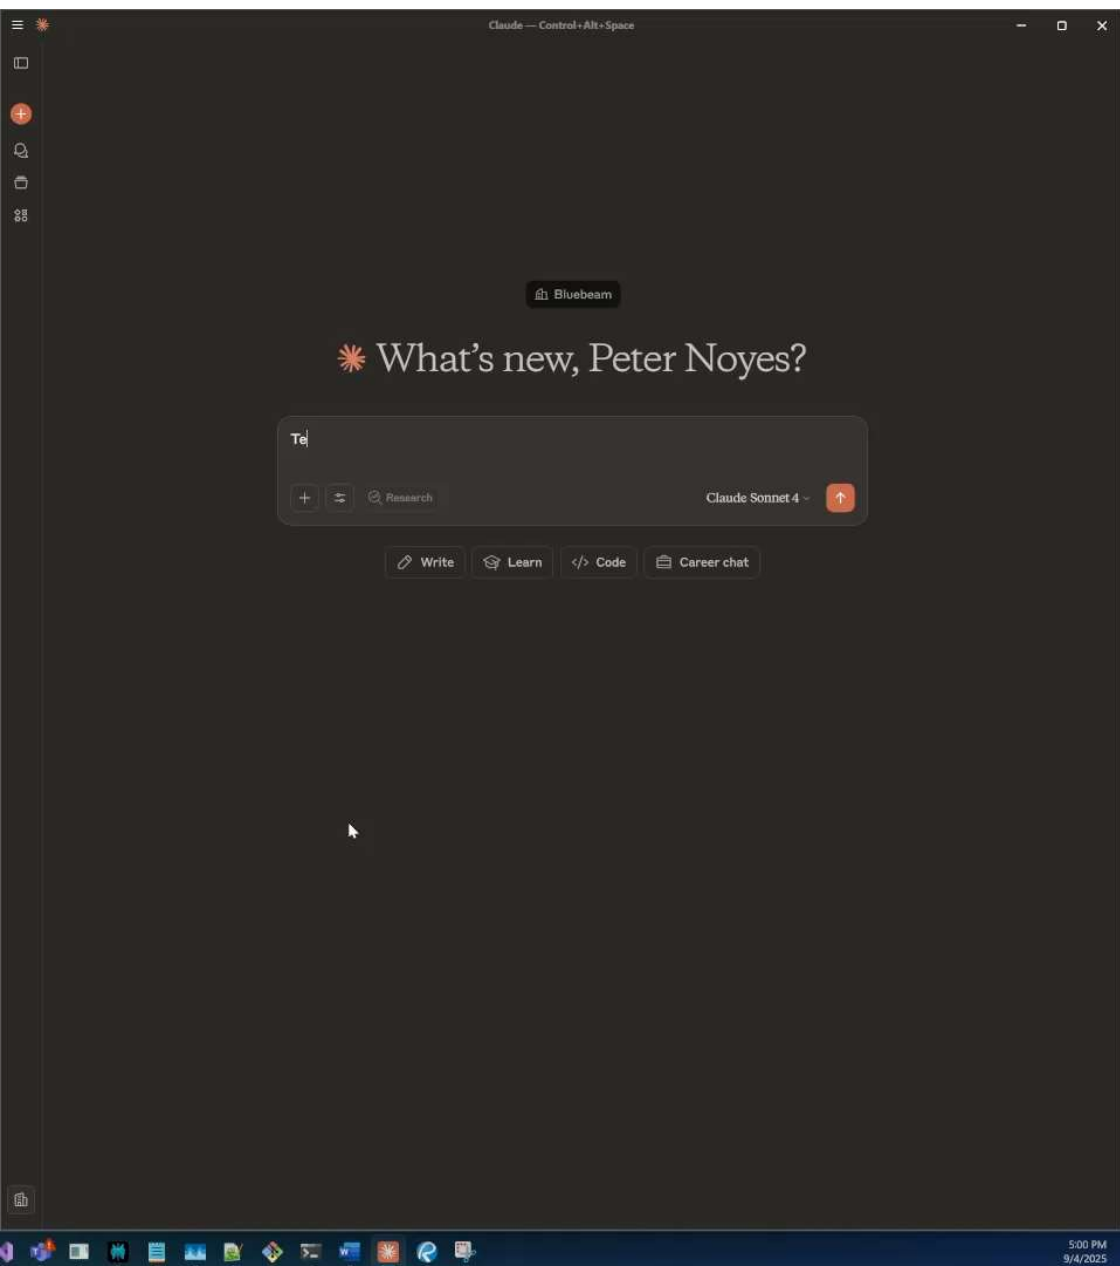 Claude — Control+Alt+Space
Bluebeam
What's new, Peter Noyes?
Te
Research
Claude Sonnet 4
Write
Learn
Code
Career chat
5:00 PM
9/4/2025